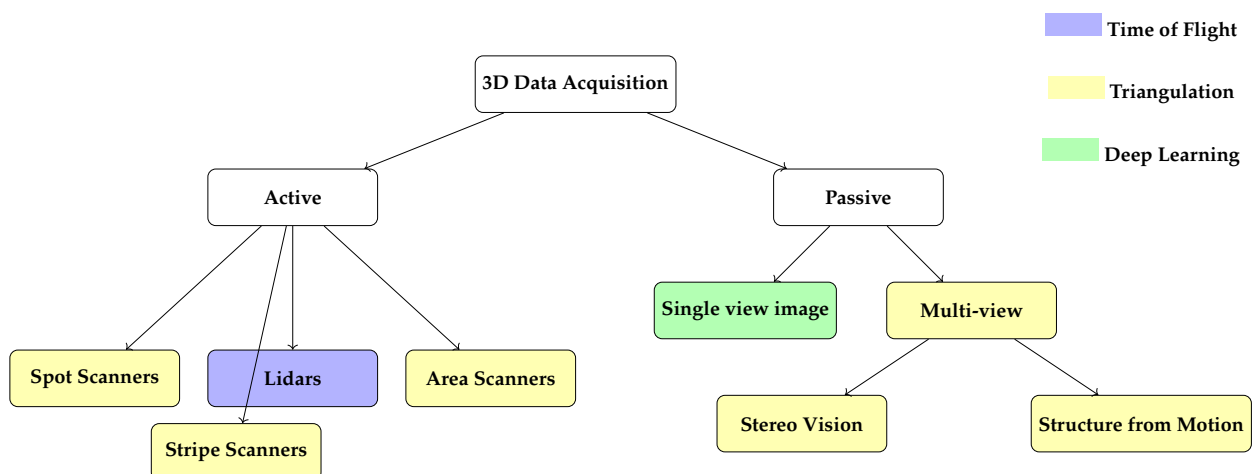 Time of Flight
3D Data Acquisition
Triangulation
Deep Learning
Active
Passive
Single view image
Multi-view
Spot Scanners
Lidars
Area Scanners
Stereo Vision
Structure from Motion
Stripe Scanners